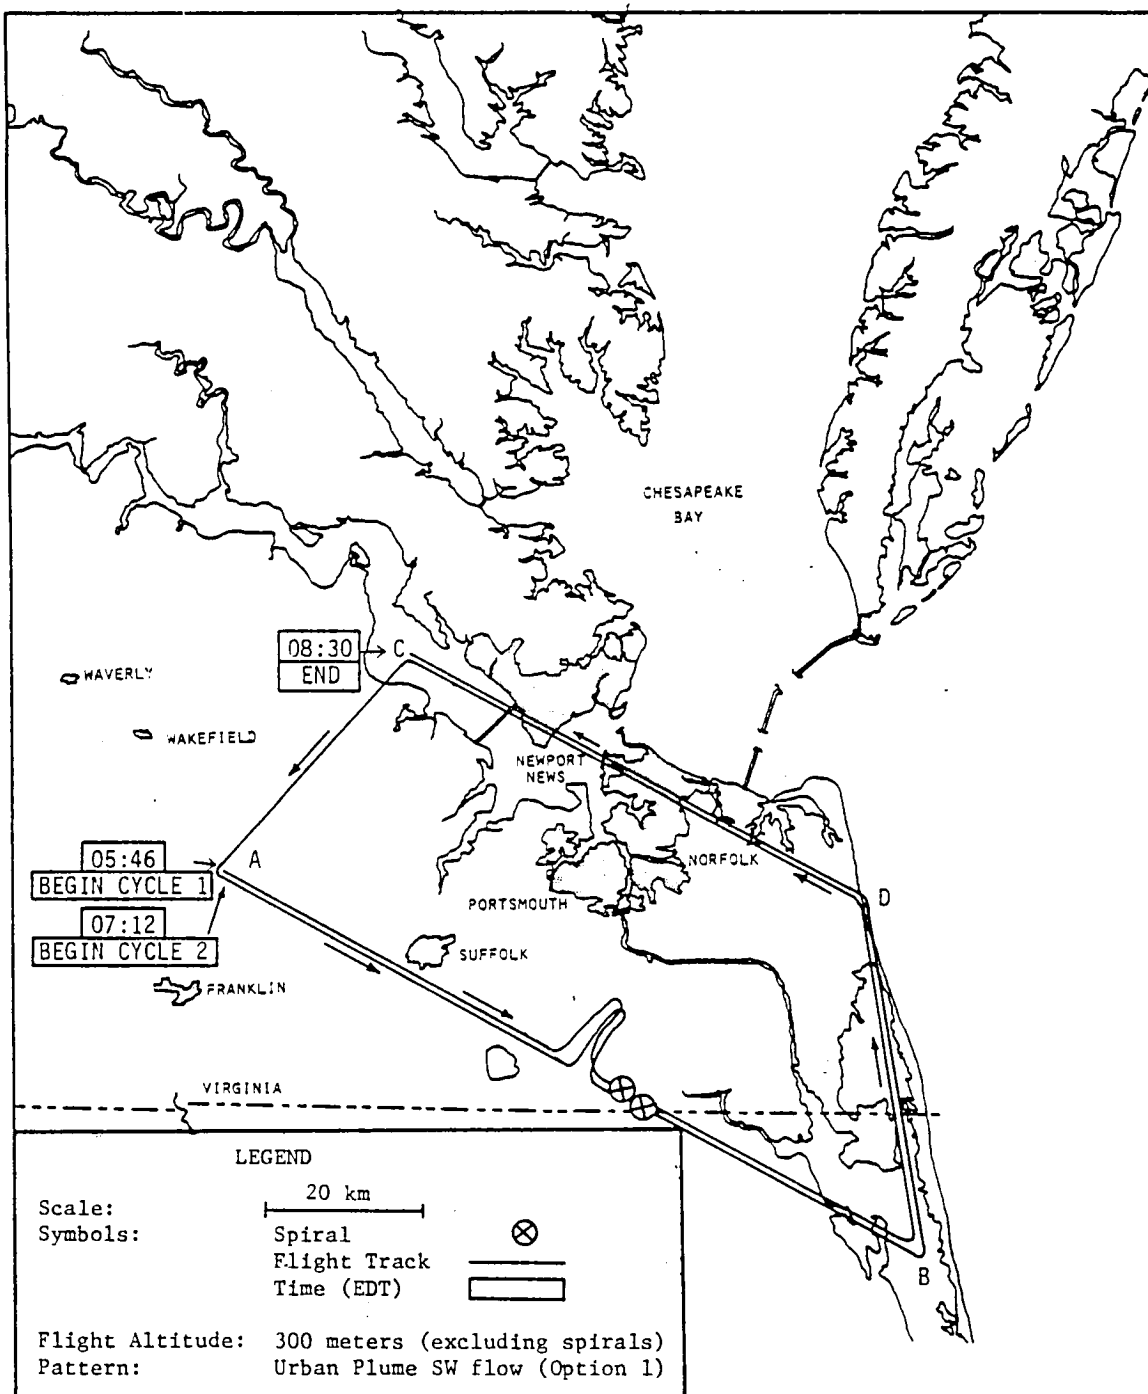 CHESAPEAKE
BAY
08:30
END
C
WAVERLY
WAKEFIELD
NEWPORT
NEWS
05:46
BEGIN CYCLE 1
A
NORFOLK
D
PORTSMOUTH
07:12
BEGIN CYCLE 2
SUFFOLK
FRANKLIN
VIRGINIA
B
LEGEND
Scale: 20 km
Symbols: Spiral
Flight Track
Time (EDT)
Flight Altitude: 300 meters (excluding spirals)
Pattern: Urban Plume SW flow (Option 1)